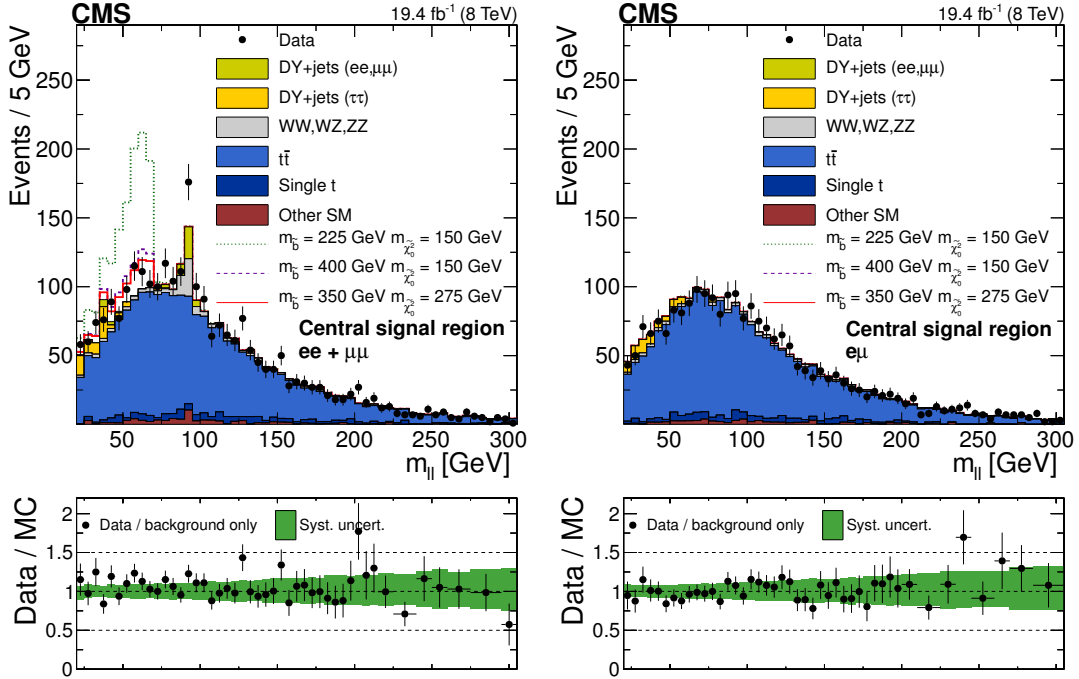 CMS
19.4 fb⁻¹ (8 TeV)
Events / 5 GeV
300
250
200
150
100
50
Data
DY+jets (ee,μμ)
DY+jets (ττ)
WW,WZ,ZZ
tt̄
Single t
Other SM
m_b̃ = 225 GeV m_χ̃⁰₂ = 150 GeV
m_b̃ = 400 GeV m_χ̃⁰₂ = 150 GeV
m_b̃ = 350 GeV m_χ̃⁰₂ = 275 GeV
Central signal region
ee + μμ
50 100 150 200 250 300
m_ll [GeV]
Data / MC
2
1.5
1
0.5
0
Data / background only
Syst. uncert.
CMS
19.4 fb⁻¹ (8 TeV)
Events / 5 GeV
300
250
200
150
100
50
Data
DY+jets (ee,μμ)
DY+jets (ττ)
WW,WZ,ZZ
tt̄
Single t
Other SM
m_b̃ = 225 GeV m_χ̃⁰₂ = 150 GeV
m_b̃ = 400 GeV m_χ̃⁰₂ = 150 GeV
m_b̃ = 350 GeV m_χ̃⁰₂ = 275 GeV
Central signal region
eμ
50 100 150 200 250 300
m_ll [GeV]
Data / MC
2
1.5
1
0.5
0
Data / background only
Syst. uncert.